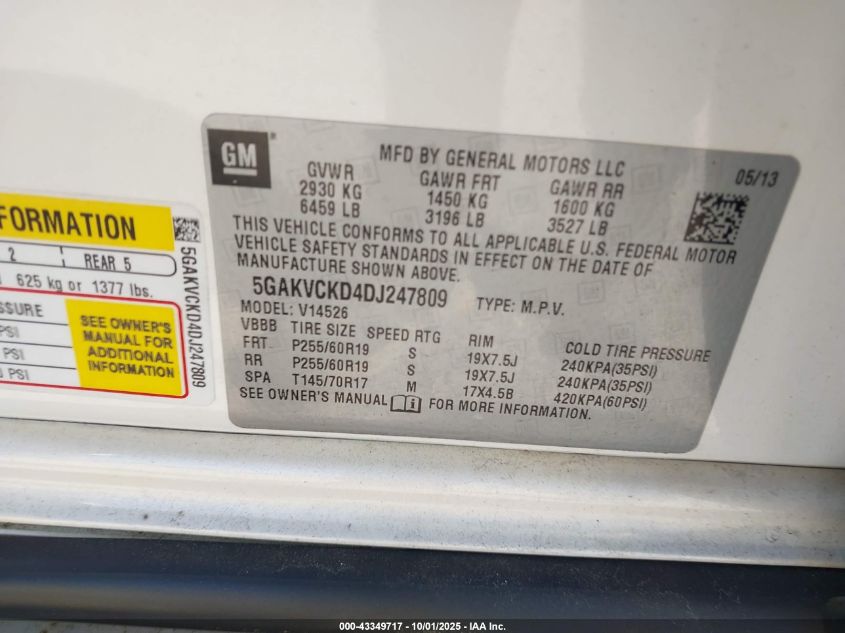 FORMATION
2 REAR 5
625 kg or 1377 lbs.
SSURE
PSI
PSI
PSI
SEE OWNER'S
MANUAL FOR
ADDITIONAL
INFORMATION
5GAKVCKD4DJ247809
GM
MFD BY GENERAL MOTORS LLC
05/13
GVWR GAWR FRT GAWR RR
2930 KG 1450 KG 1600 KG
6459 LB 3196 LB 3527 LB
THIS VEHICLE CONFORMS TO ALL APPLICABLE U.S. FEDERAL MOTOR
VEHICLE SAFETY STANDARDS IN EFFECT ON THE DATE OF
MANUFACTURE SHOWN ABOVE.
5GAKVCKD4DJ247809 TYPE: M.P.V.
MODEL: V14526
VBBB TIRE SIZE SPEED RTG RIM COLD TIRE PRESSURE
FRT P255/60R19 S 19X7.5J 240KPA(35PSI)
RR P255/60R19 S 19X7.5J 240KPA(35PSI)
SPA T145/70R17 M 17X4.5B 420KPA(60PSI)
SEE OWNER'S MANUAL FOR MORE INFORMATION.
000-43349717 - 10/01/2025 - IAA Inc.